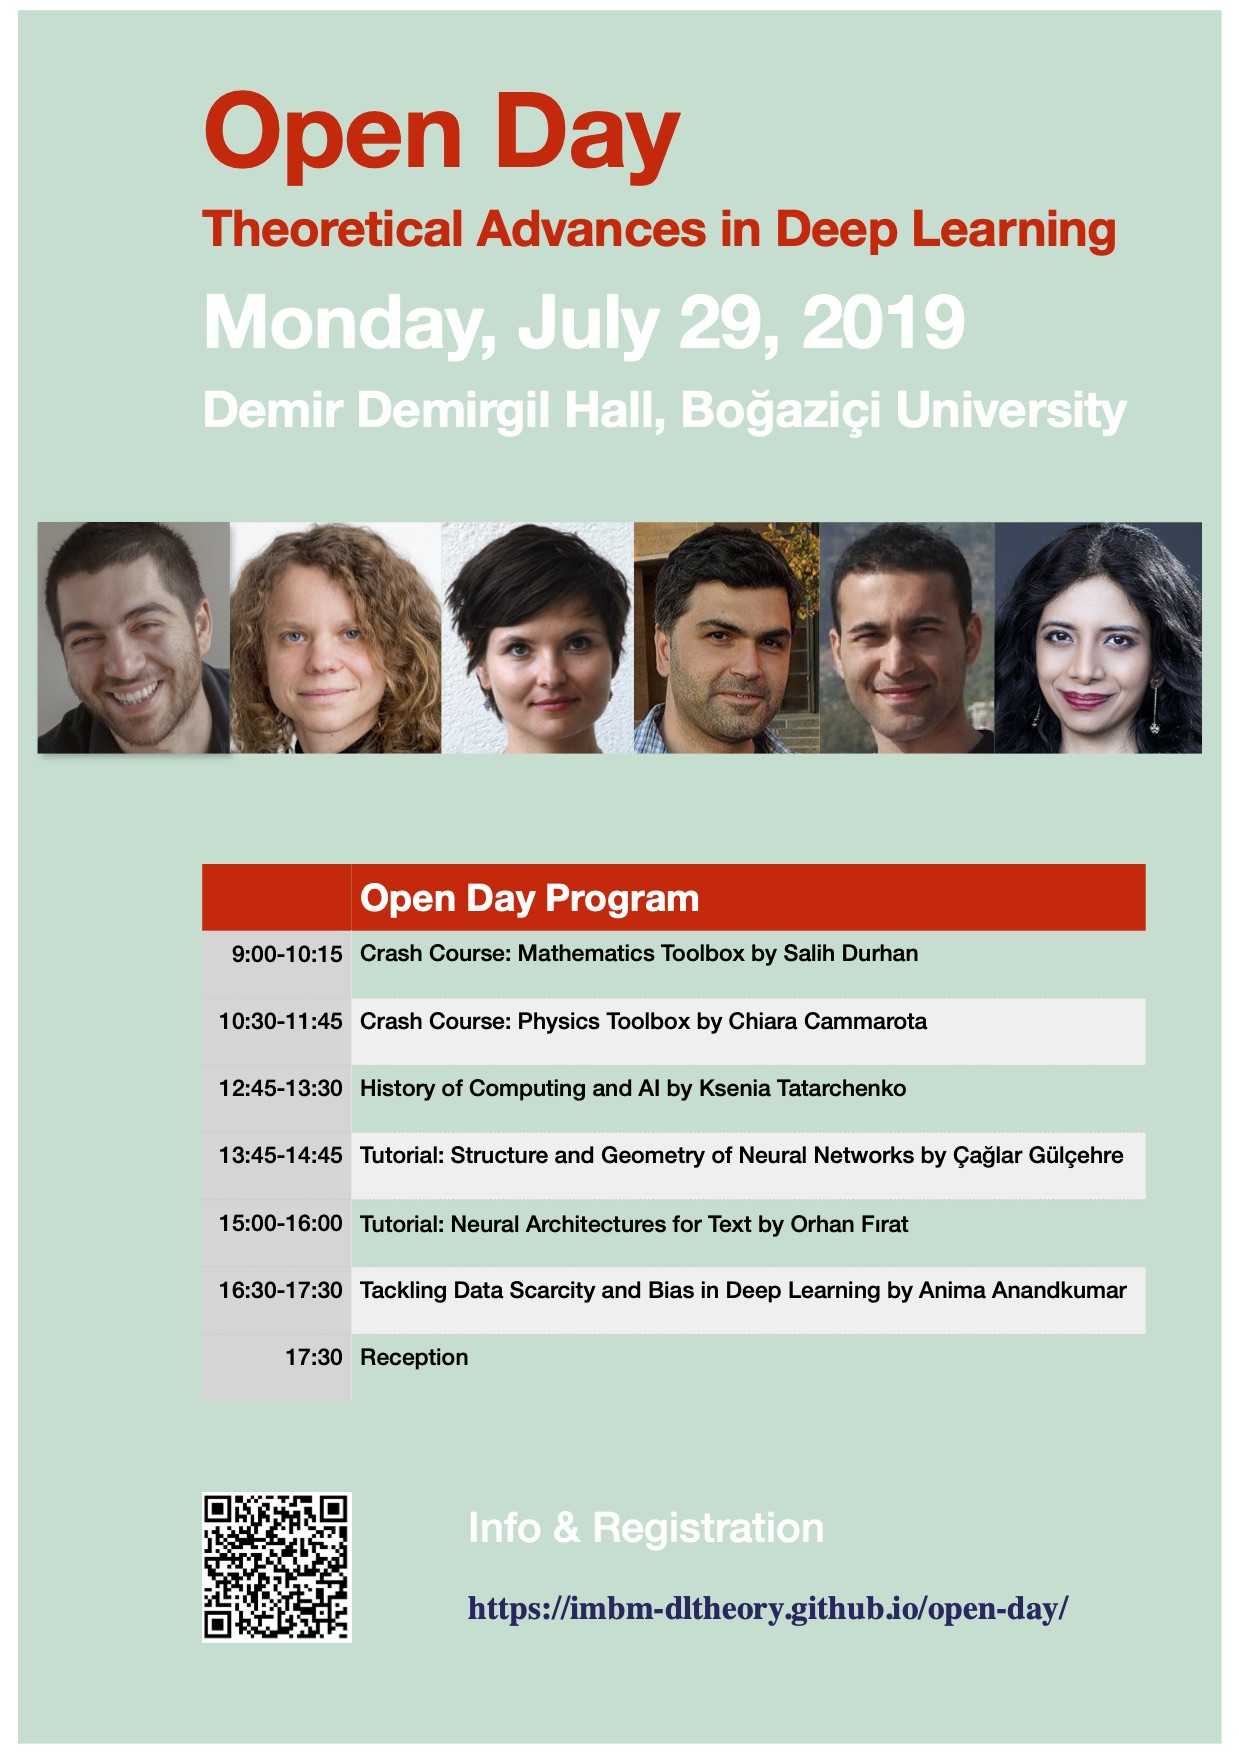 Open Day
Theoretical Advances in Deep Learning
Monday, July 29, 2019
Demir Demirgil Hall, Boğaziçi University
Open Day Program
9:00-10:15 Crash Course: Mathematics Toolbox by Salih Durhan
10:30-11:45 Crash Course: Physics Toolbox by Chiara Cammarota
12:45-13:30 History of Computing and AI by Ksenia Tatarchenko
13:45-14:45 Tutorial: Structure and Geometry of Neural Networks by Çağlar Gülçehre
15:00-16:00 Tutorial: Neural Architectures for Text by Orhan Fırat
16:30-17:30 Tackling Data Scarcity and Bias in Deep Learning by Anima Anandkumar
17:30 Reception
Info & Registration
https://imbm-dltheory.github.io/open-day/